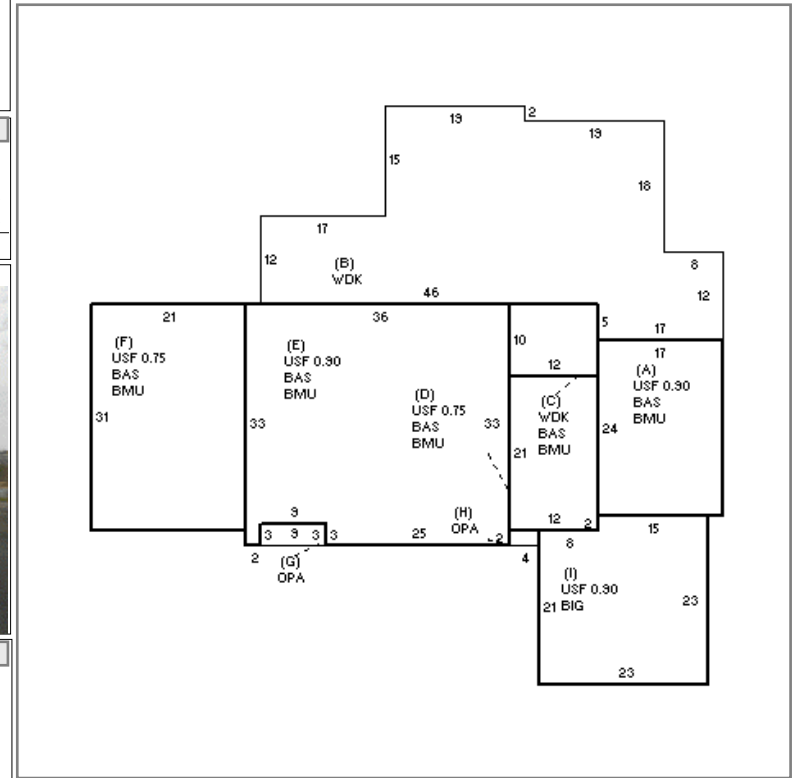 19
2
19
15
18
17
8
12
(B)
WDK
12
46
21
36
5
17
10
17
(F)
USF 0.75
BAS
BMU
(E)
USF 0.90
BAS
BMU
12
(A)
USF 0.90
BAS
BMU
(D)
USF 0.75
BAS
BMU
(C)
WDK
BAS
BMU
31
33
33
24
21
9
(H)
OPA
12
2
15
3
9
3
3
25
2
8
2
(G)
OPA
4
(I)
USF 0.90
BIG
21
23
23